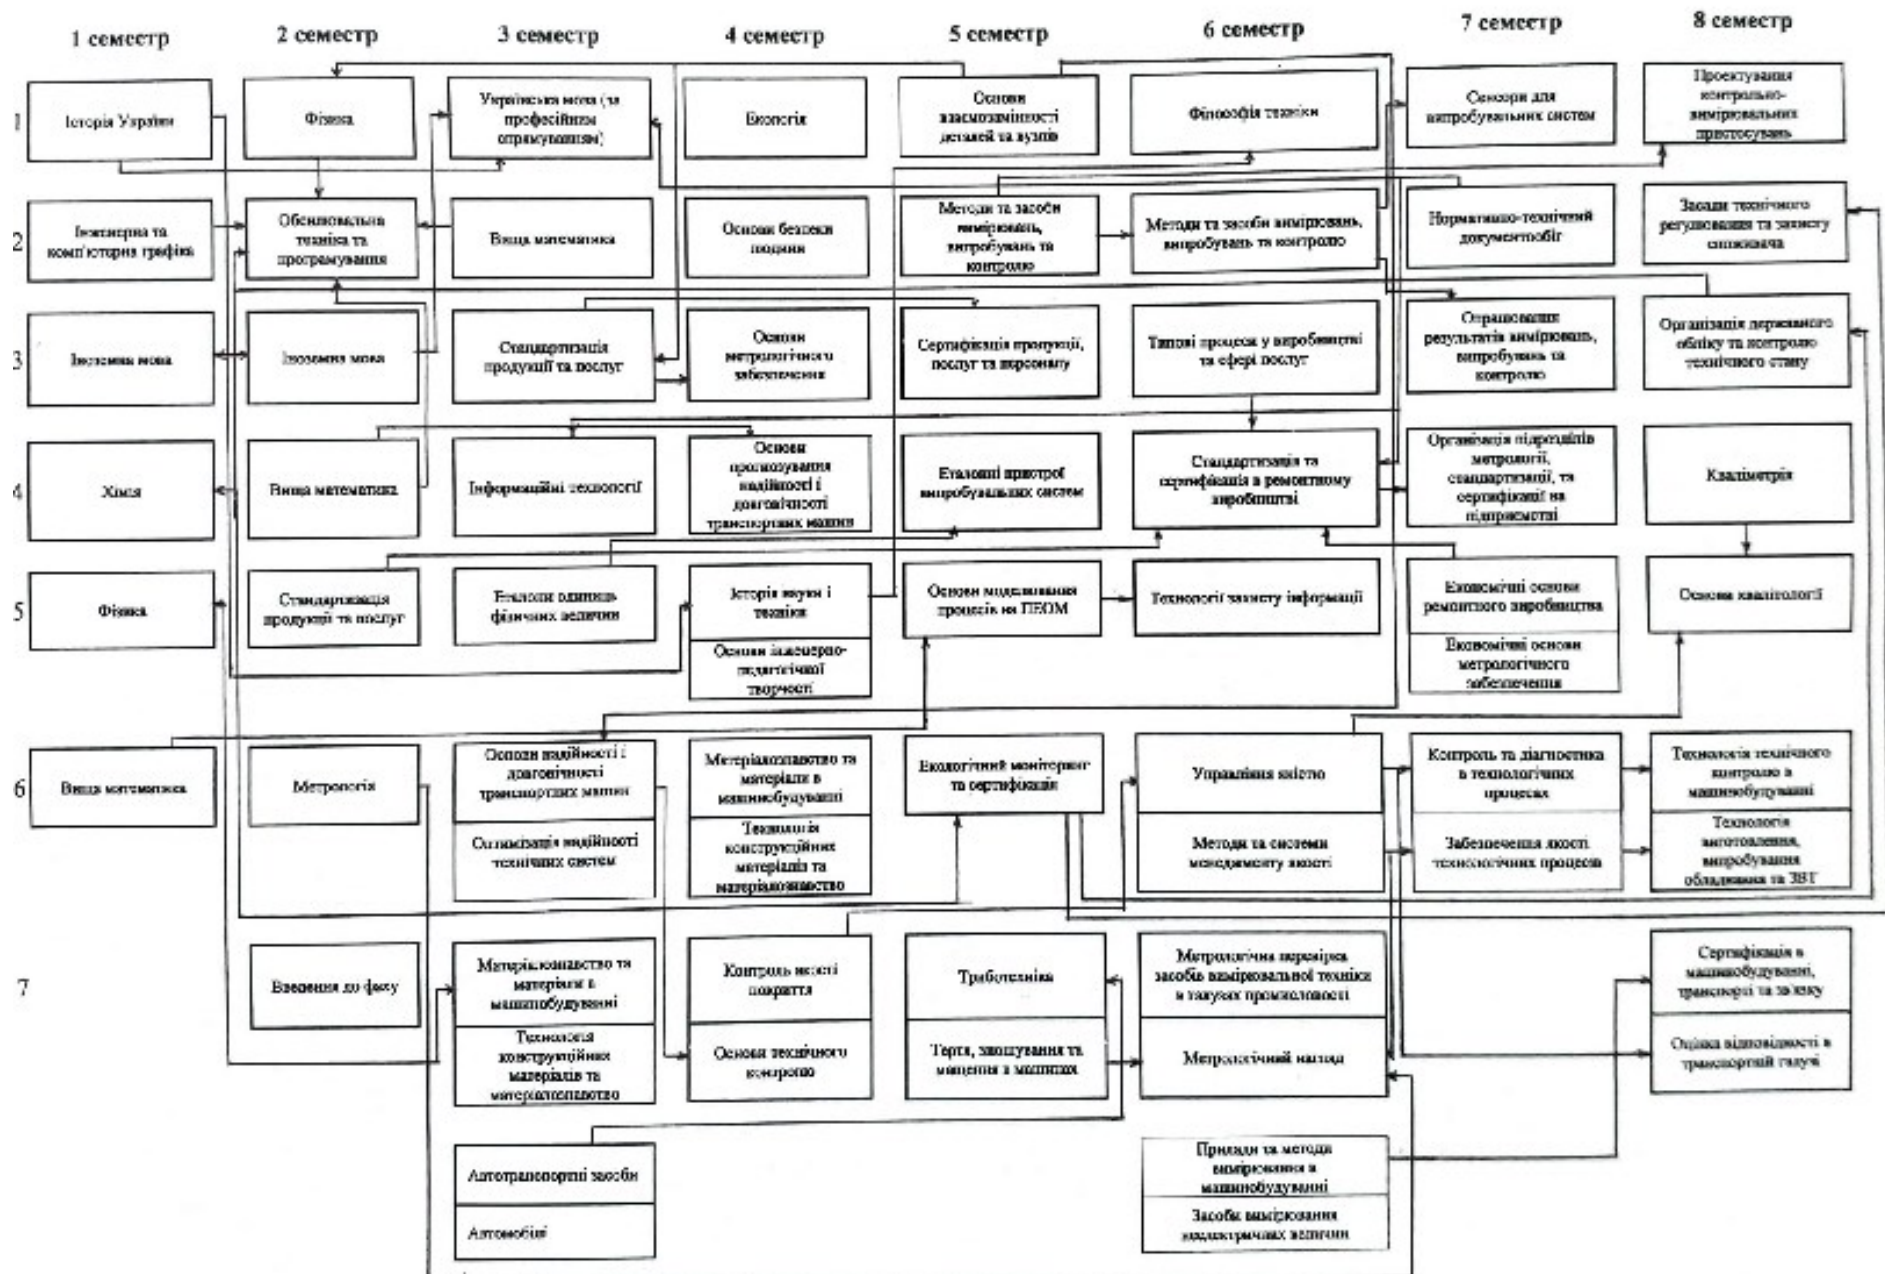 1 семестр
2 семестр
3 семестр
4 семестр
5 семестр
6 семестр
7 семестр
8 семестр
1
Історія України
Фізика
Українська мова (за
професійним
спрямуванням)
Екологія
Основи
взаємозамінності
деталей та вузлів
Філософія техніки
Сенсори для
випробувальних систем
Проектування
контрольно-
вимірювальних
пристосувань
2
Інженерна та
комп'ютерна графіка
Обчислювальна
техніка та
програмування
Вища математика
Основи безпеки
людини
Методи та засоби
вимірювань,
випробувань та
контролю
Методи та засоби вимірювань,
випробувань та контролю
Нормативно-технічний
документообіг
Засади технічного
регулювання та захисту
споживача
3
Іноземна мова
Іноземна мова
Стандартизація
продукції та послуг
Основи
метрологічного
забезпечення
Сертифікація продукції,
послуг та персоналу
Типові процеси у виробництві
та сфері послуг
Опрацювання
результатів вимірювань,
випробувань та
контролю
Організація державного
обліку та контролю
технічного стану
4
Хімія
Вища математика
Інформаційні технології
Основи
прогнозування
надійності і
довговічності
транспортних машин
Еталонні пристрої
випробувальних систем
Стандартизація та
сертифікація в ремонтному
виробництві
Організація підрозділів
метрології,
стандартизації, та
сертифікації на
підприємстві
Кваліметрія
5
Фізика
Стандартизація
продукції та послуг
Еталони одиниць
фізичних величин
Історія науки і
техніки
Основи інженерно-
педагогічної
творчості
Основи моделювання
процесів на ПЕОМ
Технології захисту інформації
Економічні основи
ремонтного виробництва
Економічні основи
метрологічного
забезпечення
Основи квалітології
6
Вища математика
Метрологія
Основи надійності і
довговічності
транспортних машин
Оптимізація надійності
технічних систем
Матеріалознавство та
матеріали в
машинобудуванні
Технологія
конструкційних
матеріалів та
матеріалознавство
Екологічний моніторинг
та сертифікація
Управління якістю
Методи та системи
менеджменту якості
Контроль та діагностика
в технологічних
процесах
Забезпечення якості
технологічних процесів
Технологія технічного
контролю в
машинобудуванні
Технологія
виготовлення,
випробування
обладнання та ЗВТ
7
Введення до фаху
Матеріалознавство та
матеріали в
машинобудуванні
Технологія
конструкційних
матеріалів та
матеріалознавство
Контроль якості
покриття
Основи технічного
контролю
Триботехніка
Тертя, зношування та
мащення в машинах
Метрологічна перевірка
засобів вимірювальної техніки
в галузях промисловості
Метрологічний нагляд
Сертифікація в
машинобудуванні,
транспорті та зв'язку
Оцінка відповідності в
транспортній галузі
Автотранспортні засоби
Автомобілі
Прилади та методи
вимірювання в
машинобудуванні
Засоби вимірювання
неелектричних величин